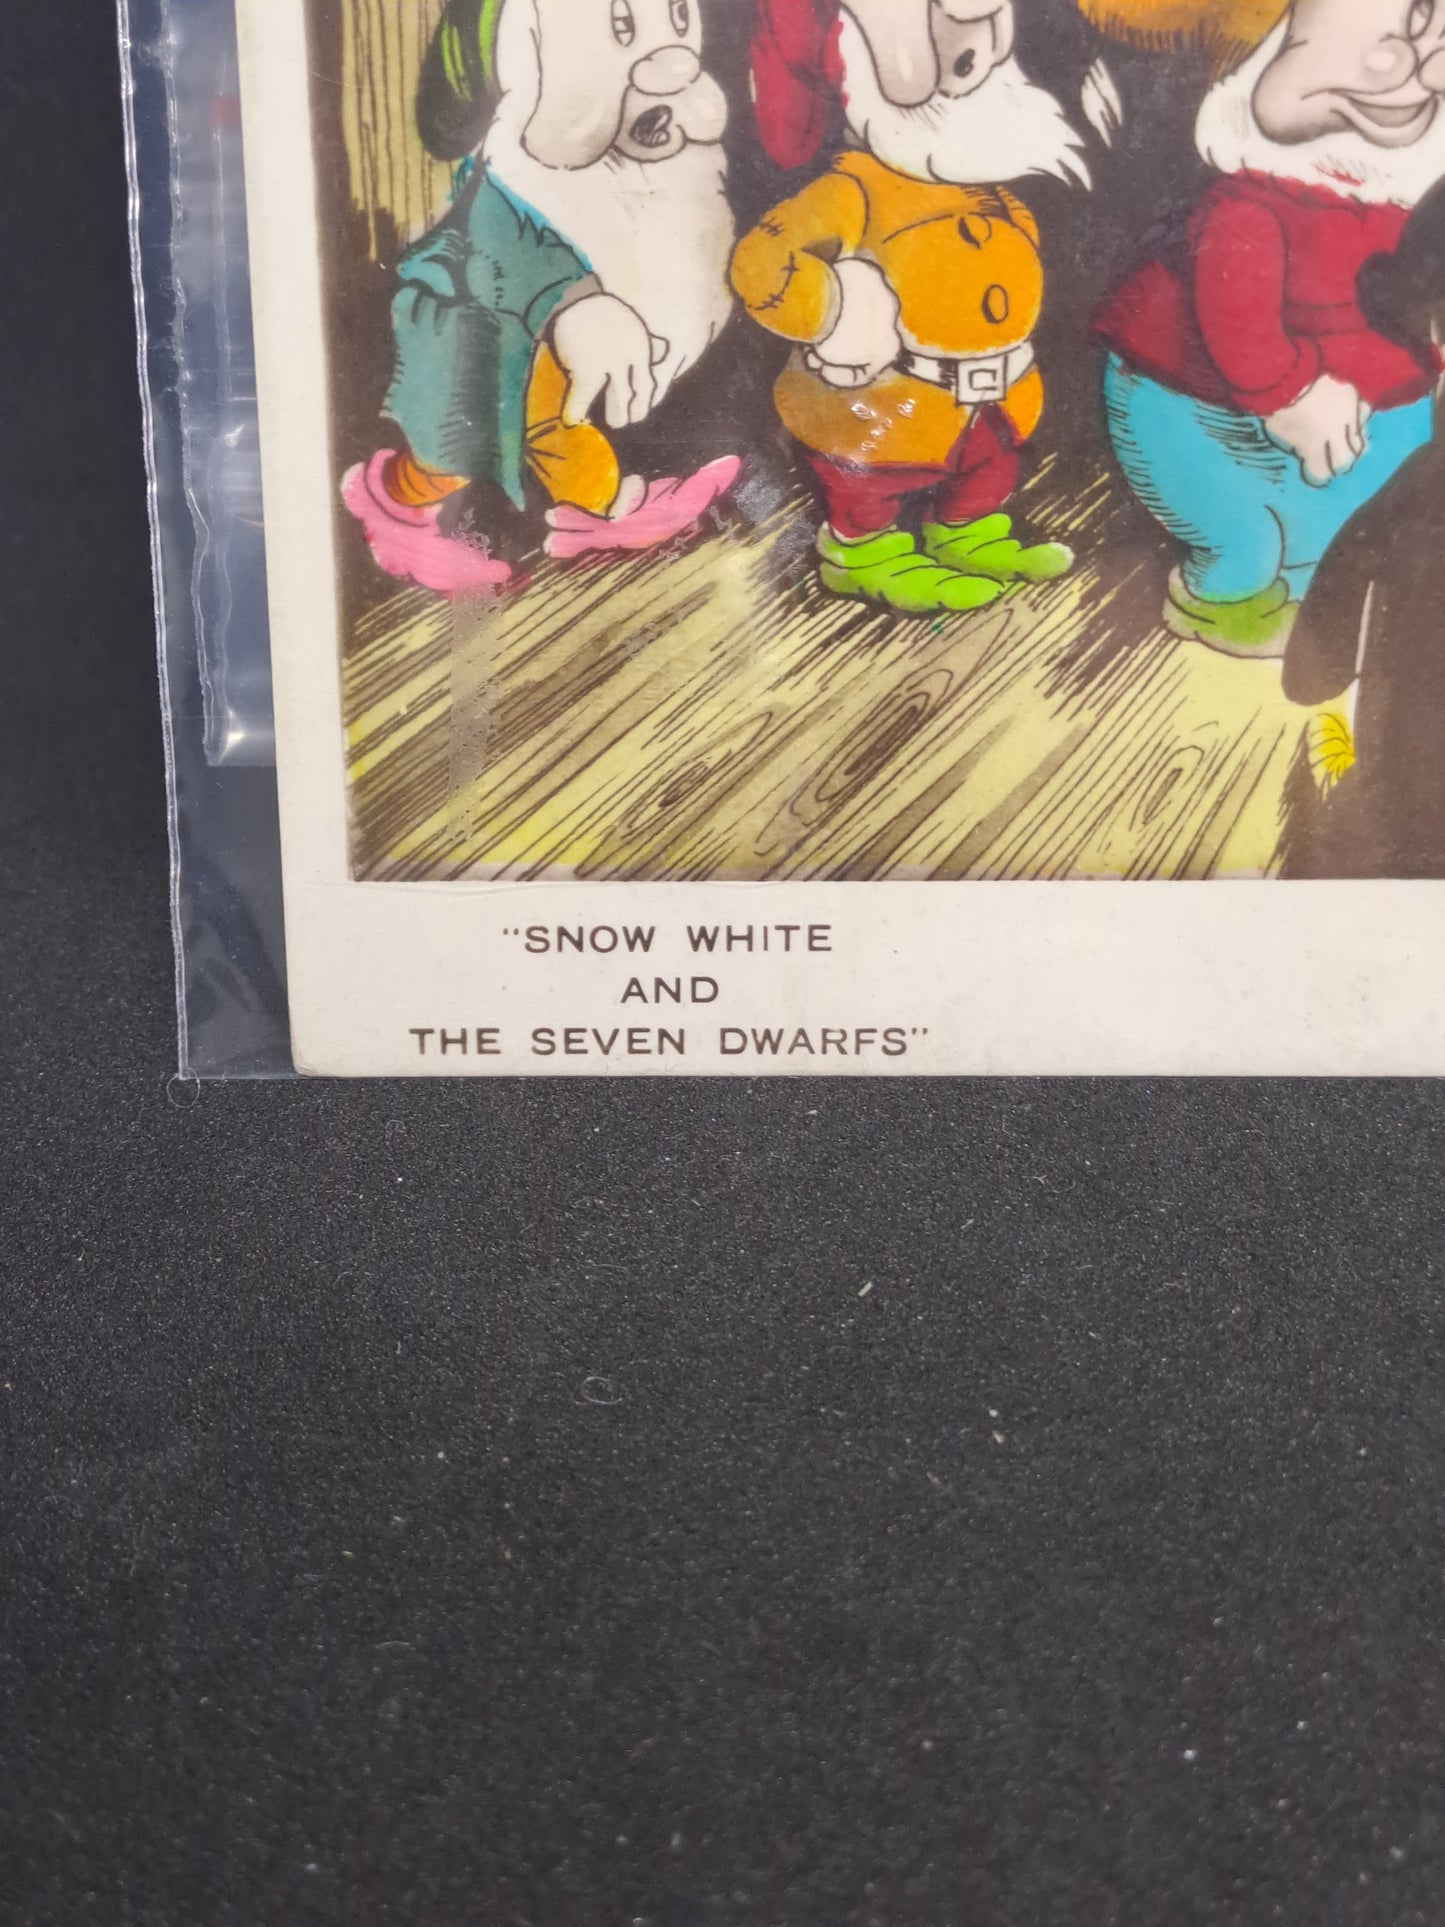 "SNOW WHITE
AND
THE SEVEN DWARFS"